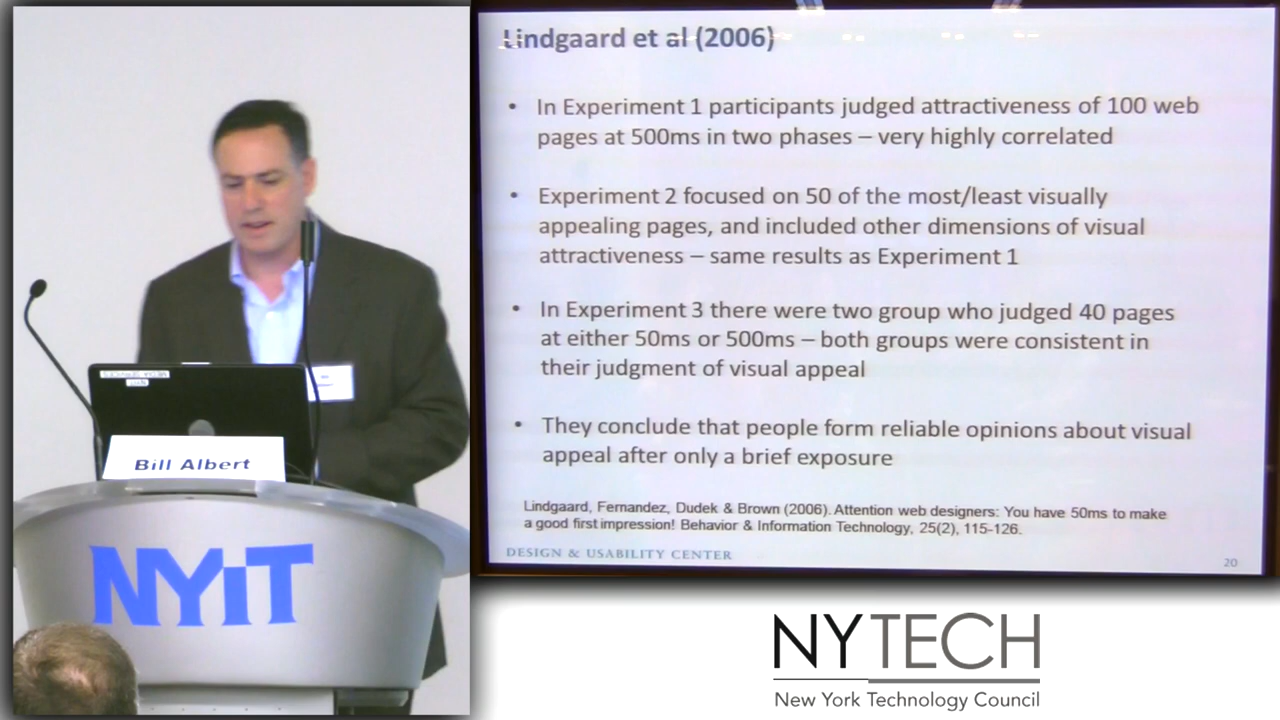 Lindgaard et al (2006)
• In Experiment 1 participants judged attractiveness of 100 web
pages at 500ms in two phases – very highly correlated
• Experiment 2 focused on 50 of the most/least visually
appealing pages, and included other dimensions of visual
attractiveness – same results as Experiment 1
• In Experiment 3 there were two group who judged 40 pages
at either 50ms or 500ms – both groups were consistent in
their judgment of visual appeal
• They conclude that people form reliable opinions about visual
appeal after only a brief exposure
Lindgaard, Fernandez, Dudek & Brown (2006). Attention web designers: You have 50ms to make
a good first impression! Behavior & Information Technology, 25(2), 115-126.
DESIGN & USABILITY CENTER
20
Bill Albert
NYiT
NYTECH
New York Technology Council